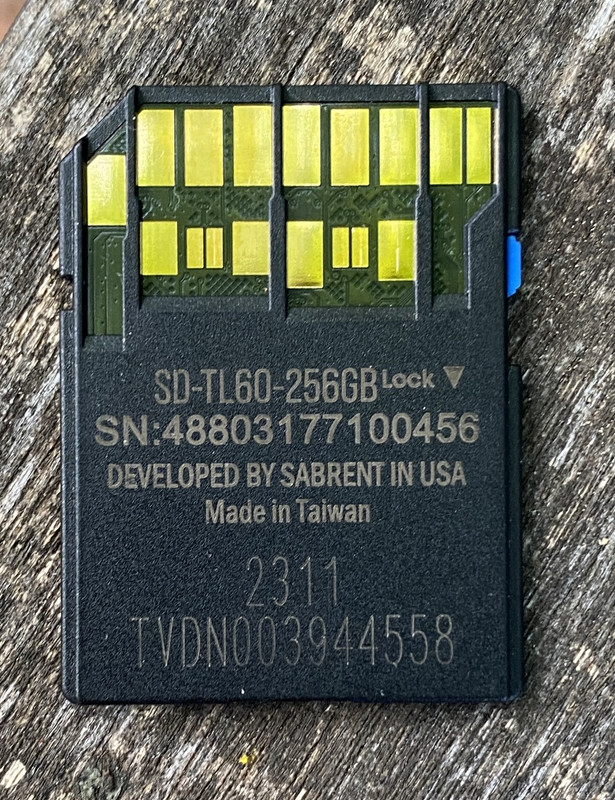 SD-TL60-256GB Lock ▼
SN:48803177100456
DEVELOPED BY SABRENT IN USA
Made in Taiwan
2311
TVDN003944558